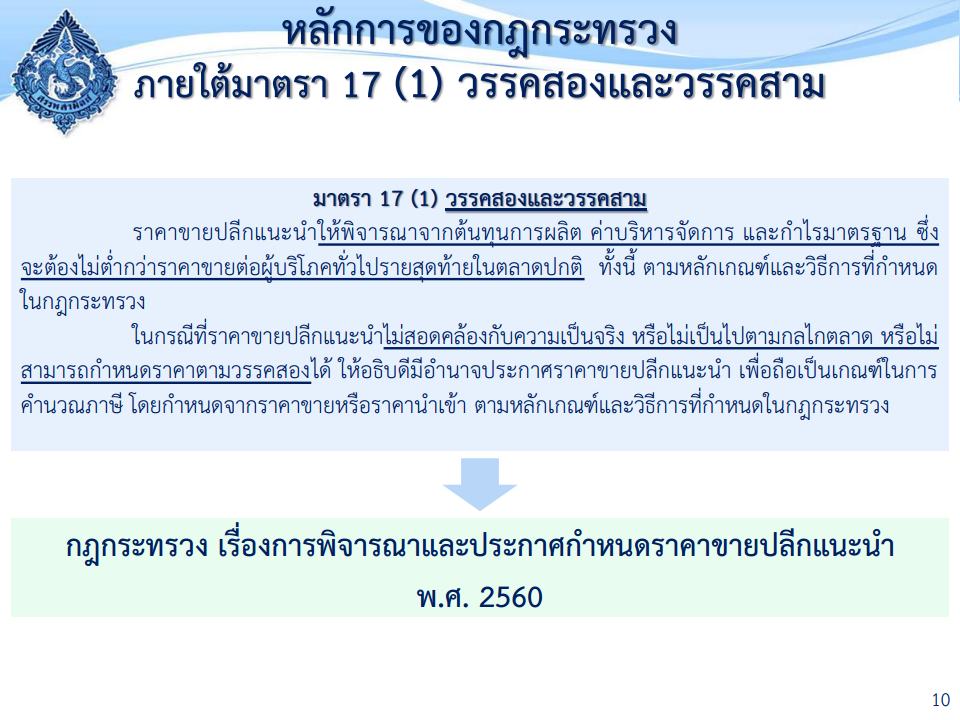 หลักการของกฎกระทรวง
ภายใต้มาตรา 17 (1) วรรคสองและวรรคสาม
สรรพสามิต
มาตรา 17 (1) วรรคสองและวรรคสาม
ราคาขายปลีกแนะนำให้พิจารณาจากต้นทุนการผลิต ค่าบริหารจัดการ และกำไรมาตรฐาน ซึ่ง
จะต้องไม่ต่ำกว่าราคาขายต่อผู้บริโภคทั่วไปรายสุดท้ายในตลาดปกติ ทั้งนี้ ตามหลักเกณฑ์และวิธีการที่กำหนด
ในกฎกระทรวง
ในกรณีที่ราคาขายปลีกแนะนำไม่สอดคล้องกับความเป็นจริง หรือไม่เป็นไปตามกลไกตลาด หรือไม่
สามารถกำหนดราคาตามวรรคสองได้ ให้อธิบดีมีอำนาจประกาศราคาขายปลีกแนะนำ เพื่อถือเป็นเกณฑ์ในการ
คำนวณภาษี โดยกำหนดจากราคาขายหรือราคานำเข้า ตามหลักเกณฑ์และวิธีการที่กำหนดในกฎกระทรวง
กฎกระทรวง เรื่องการพิจารณาและประกาศกำหนดราคาขายปลีกแนะนำ
พ.ศ. 2560
10